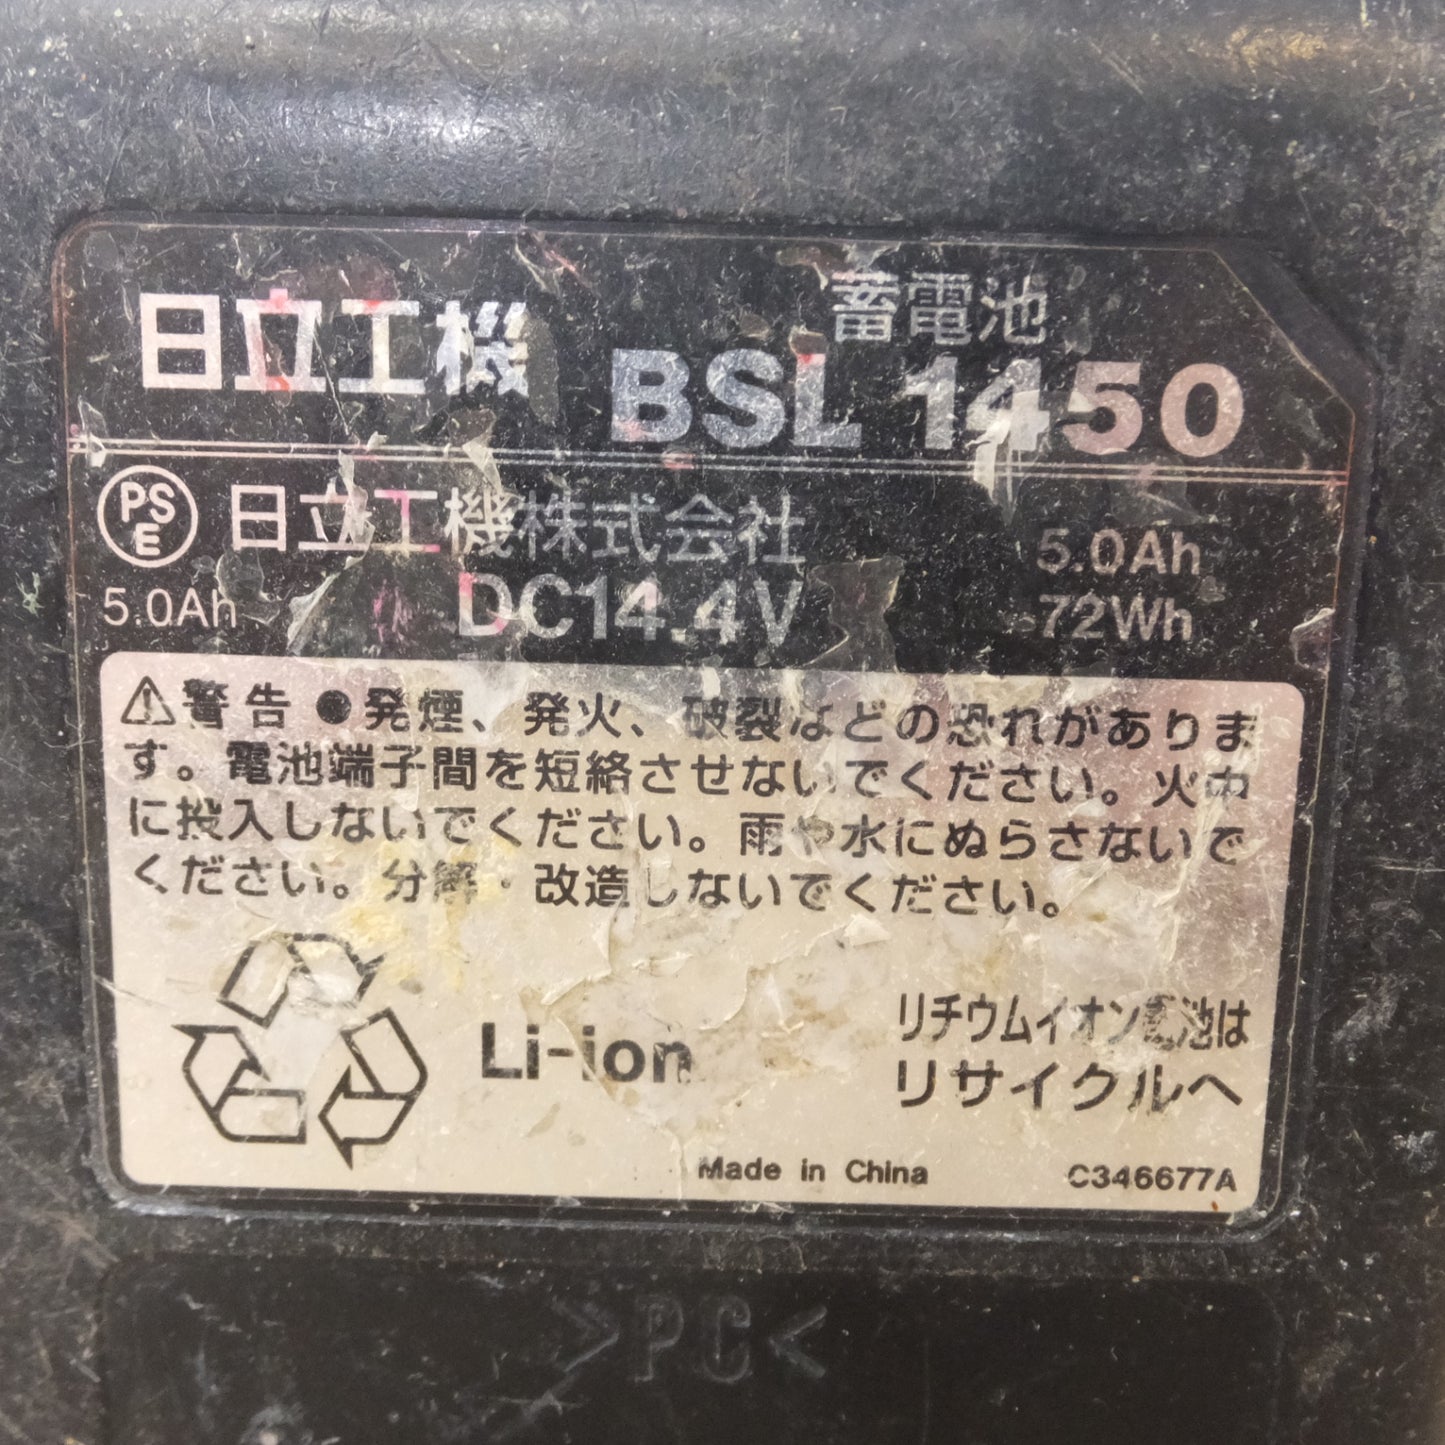 日立工機
蓄電池
BSL 1450
PSE 日立工機株式会社
5.0Ah
DC14.4V
5.0Ah
72Wh
⚠警告 ●発煙、発火、破裂などの恐れがありま
す。電池端子間を短絡させないでください。火中
に投入しないでください。雨や水にぬらさないで
ください。分解・改造しないでください。
Li-ion
リチウムイオン電池は
リサイクルへ
Made in China
C346677A
>PC<